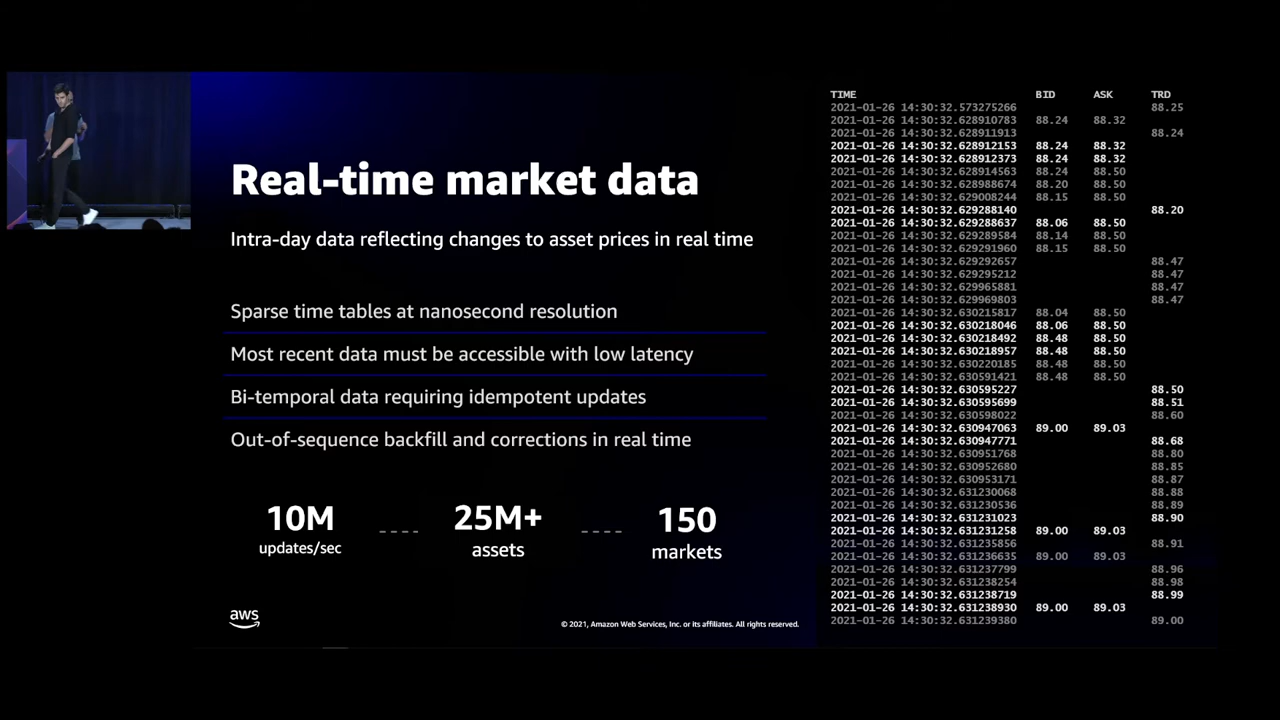 Real-time market data
Intra-day data reflecting changes to asset prices in real time
Sparse time tables at nanosecond resolution
Most recent data must be accessible with low latency
Bi-temporal data requiring idempotent updates
Out-of-sequence backfill and corrections in real time
10M
updates/sec
25M+
assets
150
markets
aws
© 2021, Amazon Web Services, Inc. or its affiliates. All rights reserved.
TIME BID ASK TRD
2021-01-26 14:30:32.573275266 88.25
2021-01-26 14:30:32.628910783 88.24 88.32
2021-01-26 14:30:32.628911913 88.24
2021-01-26 14:30:32.628912153 88.24 88.32
2021-01-26 14:30:32.628912373 88.24 88.32
2021-01-26 14:30:32.628914563 88.24 88.50
2021-01-26 14:30:32.628988674 88.20 88.50
2021-01-26 14:30:32.629008244 88.15 88.50
2021-01-26 14:30:32.629288140 88.20
2021-01-26 14:30:32.629288637 88.06 88.50
2021-01-26 14:30:32.629289584 88.14 88.50
2021-01-26 14:30:32.629291960 88.15 88.50
2021-01-26 14:30:32.629292657 88.47
2021-01-26 14:30:32.629295212 88.47
2021-01-26 14:30:32.629965881 88.47
2021-01-26 14:30:32.629969803 88.47
2021-01-26 14:30:32.630215817 88.04 88.50
2021-01-26 14:30:32.630218046 88.06 88.50
2021-01-26 14:30:32.630218492 88.48 88.50
2021-01-26 14:30:32.630218957 88.48 88.50
2021-01-26 14:30:32.630220185 88.48 88.50
2021-01-26 14:30:32.630591421 88.48 88.50
2021-01-26 14:30:32.630595227 88.50
2021-01-26 14:30:32.630595699 88.51
2021-01-26 14:30:32.630598022 88.60
2021-01-26 14:30:32.630947063 89.00 89.03
2021-01-26 14:30:32.630947771 88.68
2021-01-26 14:30:32.630951768 88.80
2021-01-26 14:30:32.630952680 88.85
2021-01-26 14:30:32.630953171 88.87
2021-01-26 14:30:32.631230068 88.88
2021-01-26 14:30:32.631230536 88.89
2021-01-26 14:30:32.631231023 88.90
2021-01-26 14:30:32.631231258 89.00 89.03
2021-01-26 14:30:32.631235856 88.91
2021-01-26 14:30:32.631236635 89.00 89.03
2021-01-26 14:30:32.631237799 88.96
2021-01-26 14:30:32.631238254 88.98
2021-01-26 14:30:32.631238719 88.99
2021-01-26 14:30:32.631238930 89.00 89.03
2021-01-26 14:30:32.631239380 89.00